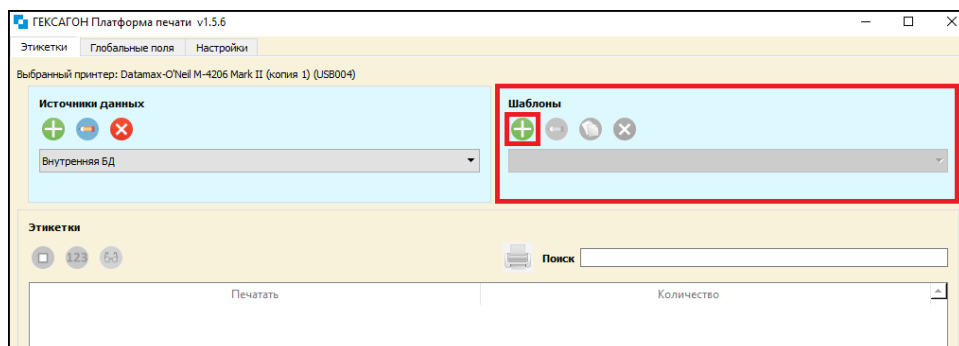 ГЕКСАГОН Платформа печати v1.5.6
Этикетки Глобальные поля Настройки
Выбранный принтер: Datamax-O'Neil M-4206 Mark II (копия 1) (USB004)
Источники данных
Внутренняя БД
Шаблоны
Этикетки
123
Поиск
Печатать Количество